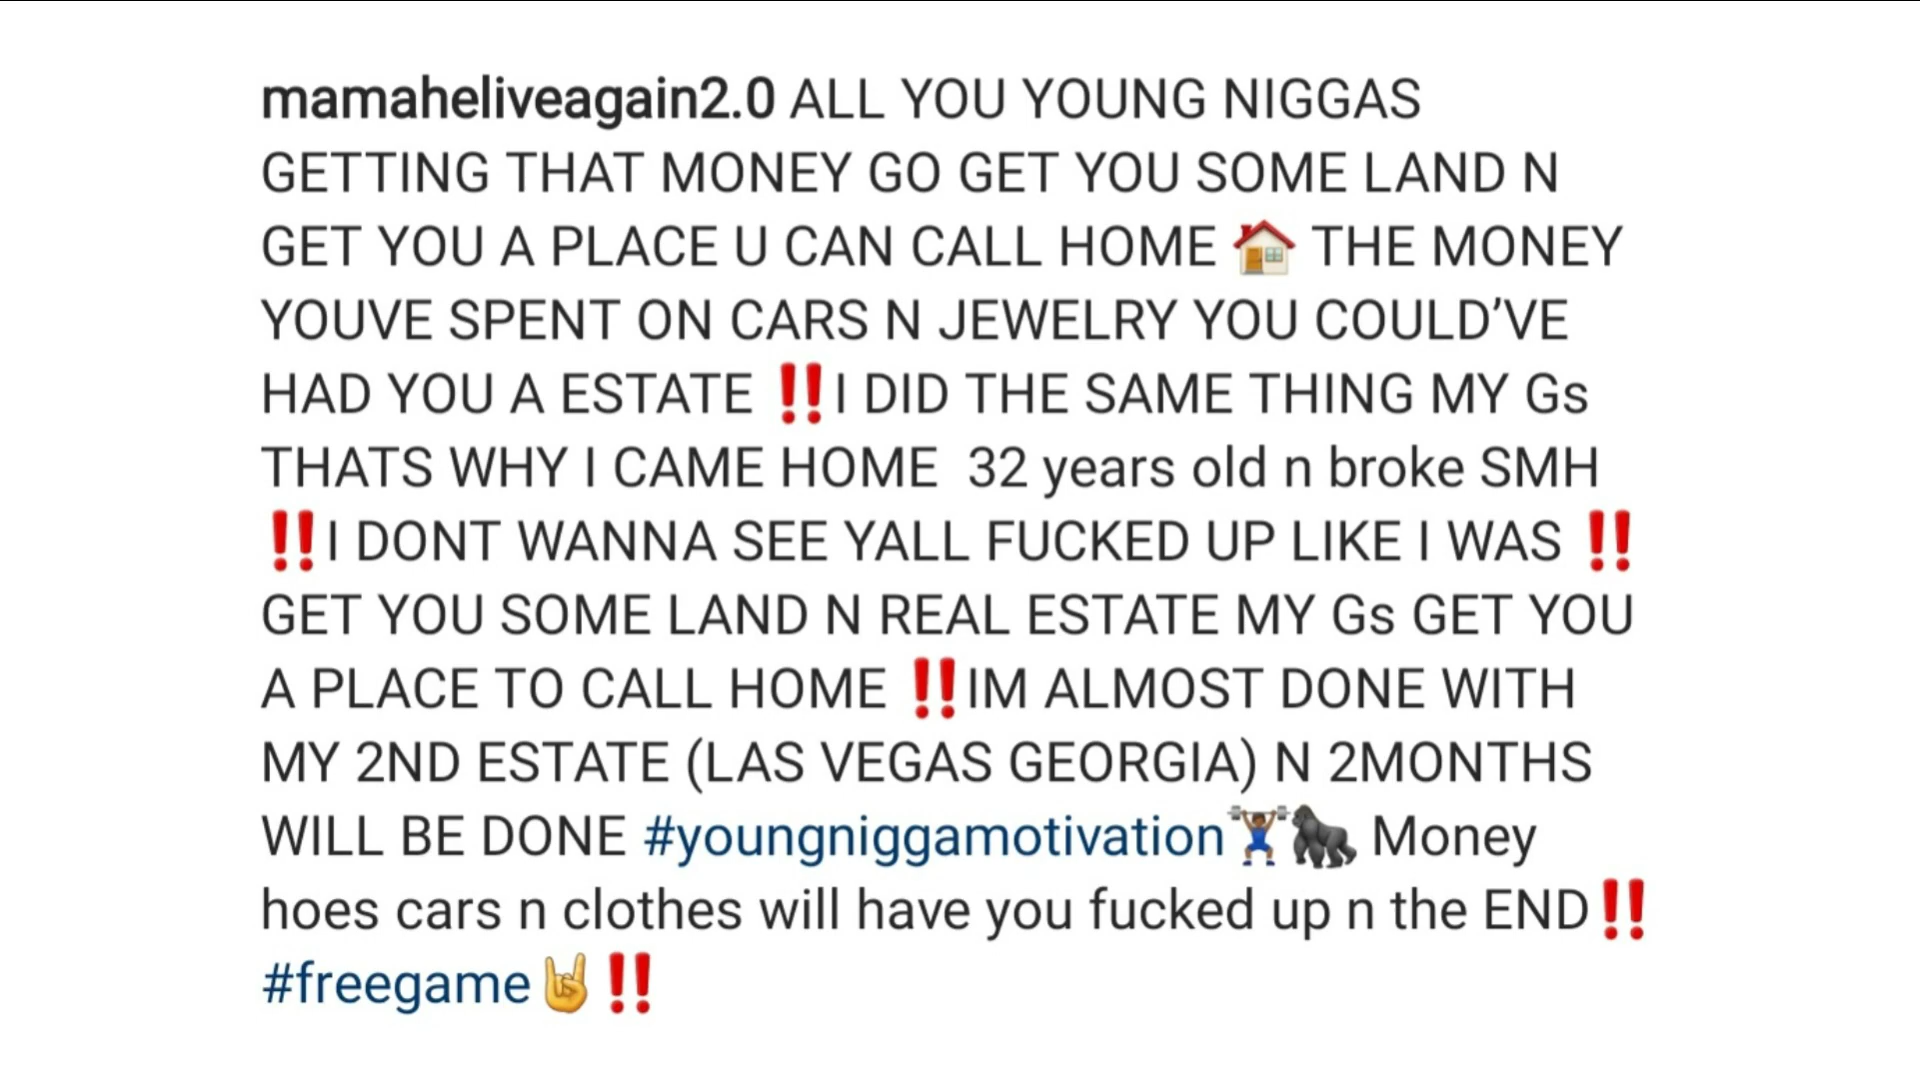 mamaheliveagain2.0 ALL YOU YOUNG NIGGAS
GETTING THAT MONEY GO GET YOU SOME LAND N
GET YOU A PLACE U CAN CALL HOME 🏠 THE MONEY
YOUVE SPENT ON CARS N JEWELRY YOU COULD’VE
HAD YOU A ESTATE ‼️I DID THE SAME THING MY Gs
THATS WHY I CAME HOME  32 years old n broke SMH
‼️I DONT WANNA SEE YALL FUCKED UP LIKE I WAS ‼️
GET YOU SOME LAND N REAL ESTATE MY Gs GET YOU
A PLACE TO CALL HOME ‼️IM ALMOST DONE WITH
MY 2ND ESTATE (LAS VEGAS GEORGIA) N 2MONTHS
WILL BE DONE #youngniggamotivation🏋🏾‍♂️🦍 Money
hoes cars n clothes will have you fucked up n the END‼️
#freegame🤘‼️